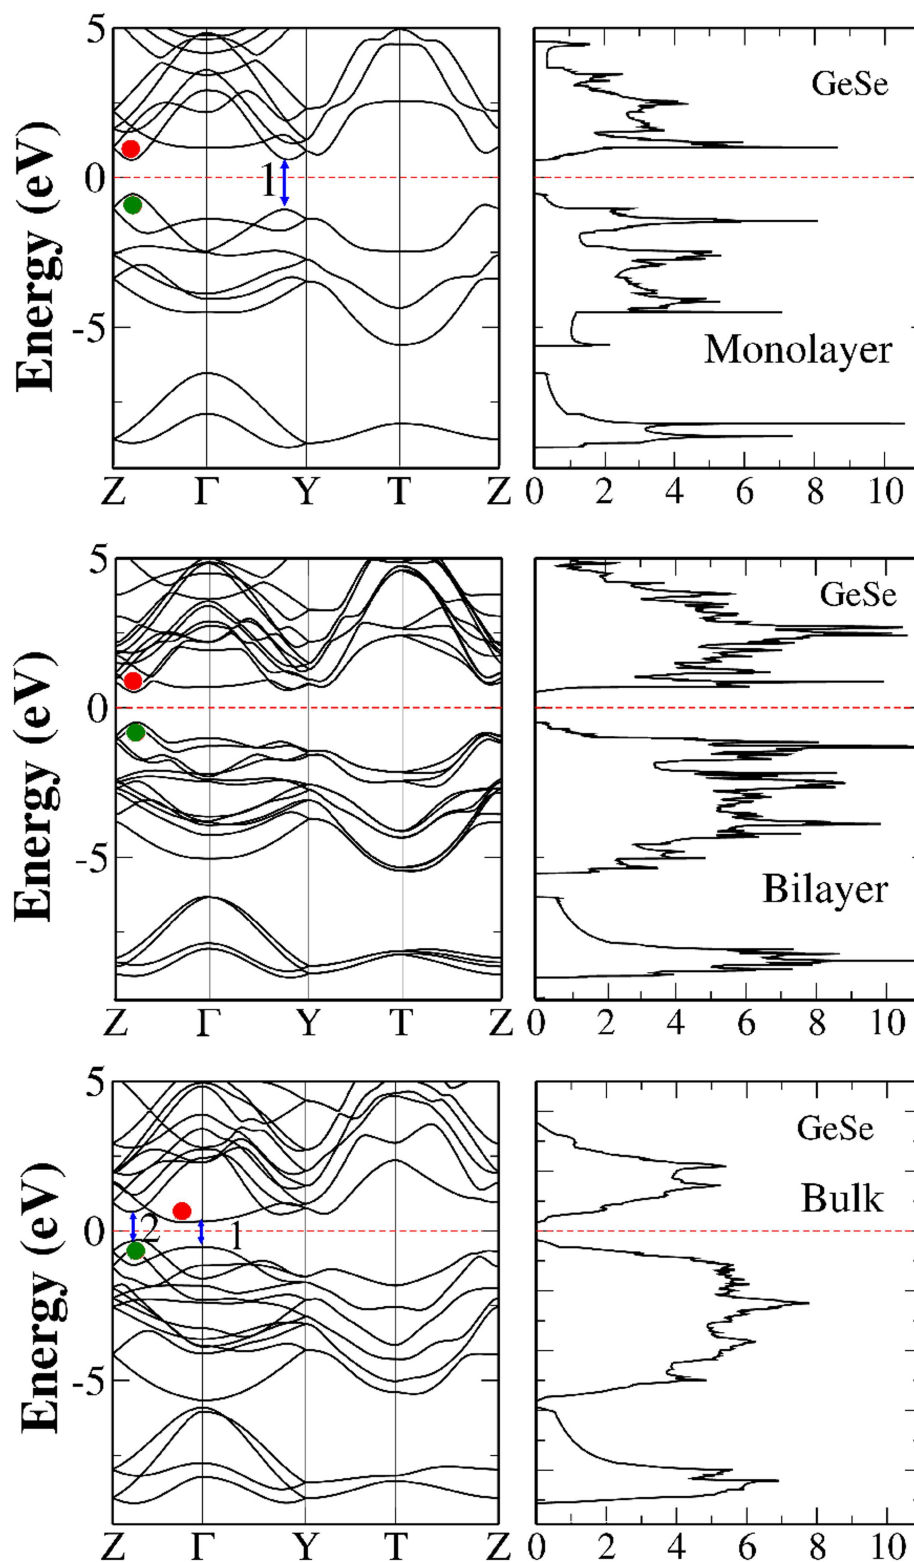 5
0
-5
Energy (eV)
1
Z Γ Y T Z
GeSe
Monolayer
0 2 4 6 8 10
5
0
-5
Energy (eV)
Z Γ Y T Z
GeSe
Bilayer
0 2 4 6 8 10
5
0
-5
Energy (eV)
2
1
Z Γ Y T Z
GeSe
Bulk
0 2 4 6 8 10